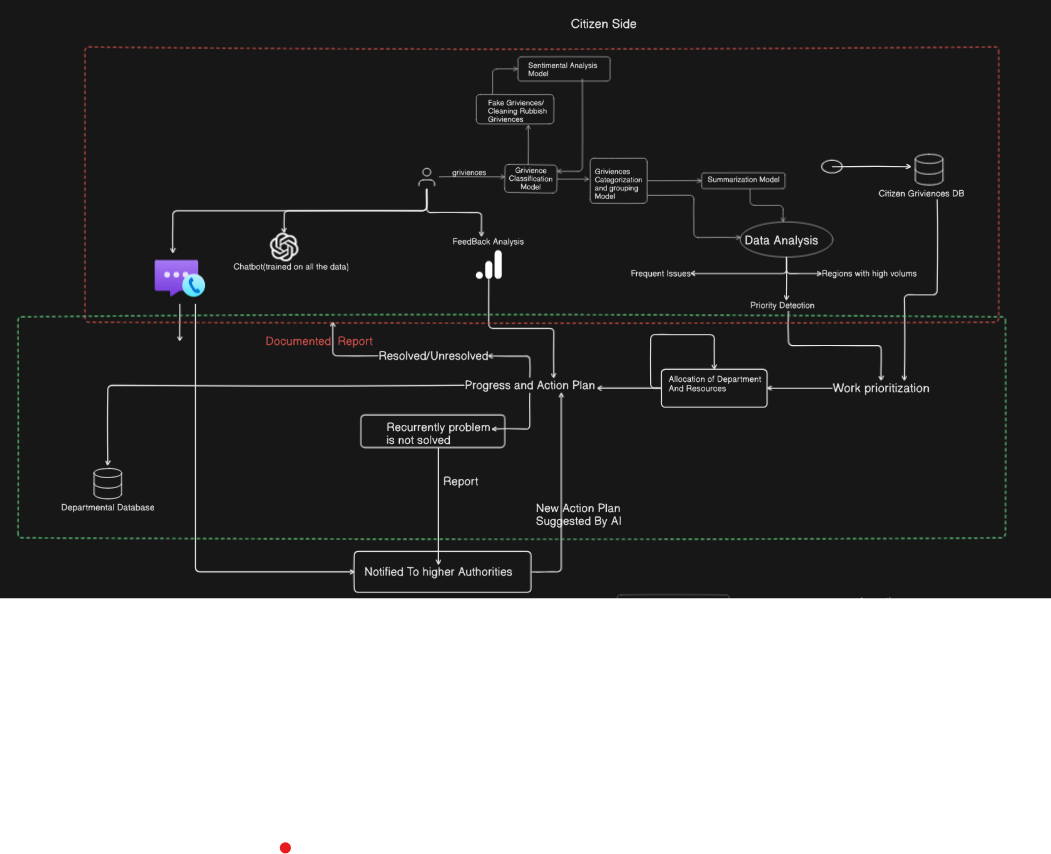 Citizen Side
Sentimental Analysis
Model
Fake Griviences/
Cleaning Rubbish
Griviences
griviences
Grivience
Classification
Model
Griviences
Categorization
and grouping
Model
Summarization Model
Citizen Griviences DB
FeedBack Analysis
Data Analysis
Chatbot(trained on all the data)
Frequent Issues
Regions with high volums
Priority Detection
Documented Report
Resolved/Unresolved
Progress and Action Plan
Allocation of Department
And Resources
Work prioritization
Recurrently problem
is not solved
Report
Departmental Database
New Action Plan
Suggested By AI
Notified To higher Authorities